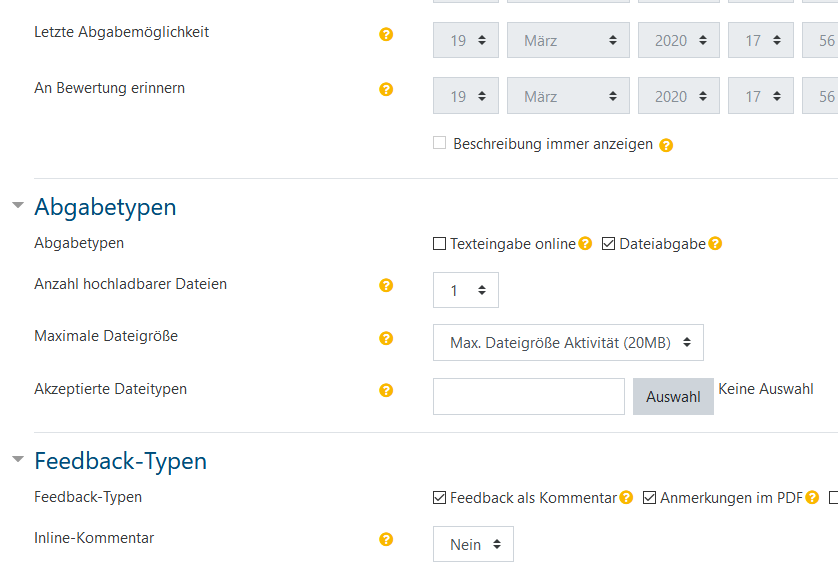 Letzte Abgabemöglichkeit ? 19 März 2020 17 56
An Bewertung erinnern ? 19 März 2020 17 56
Beschreibung immer anzeigen ?
Abgabetypen
Abgabetypen Texteingabe online ? Dateiabgabe ?
Anzahl hochladbarer Dateien ? 1
Maximale Dateigröße ? Max. Dateigröße Aktivität (20MB)
Akzeptierte Dateitypen ? Auswahl Keine Auswahl
Feedback-Typen
Feedback-Typen Feedback als Kommentar ? Anmerkungen im PDF ?
Inline-Kommentar ? Nein